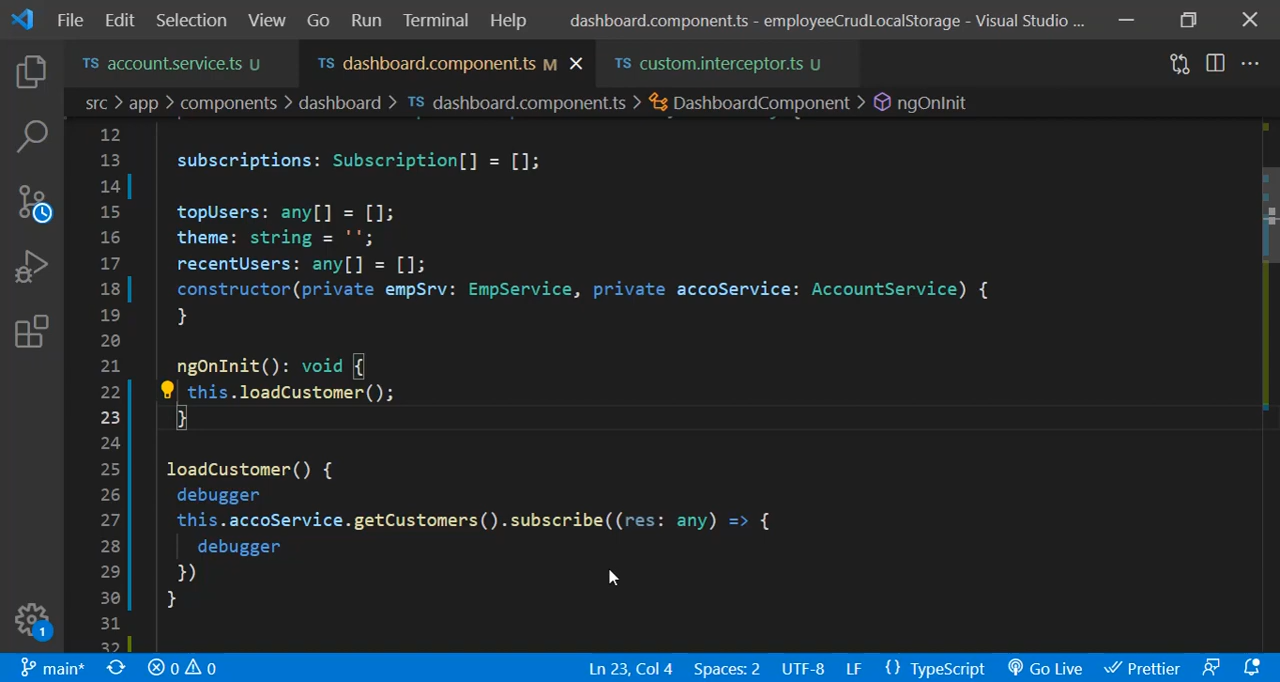 File Edit Selection View Go Run Terminal Help dashboard.component.ts - employeeCrudLocalStorage - Visual Studio ...
TS account.service.ts U TS dashboard.component.ts M TS custom.interceptor.ts U
src > app > components > dashboard > TS dashboard.component.ts > DashboardComponent > ngOnInit
12
13 subscriptions: Subscription[] = [];
14
15 topUsers: any[] = [];
16 theme: string = '';
17 recentUsers: any[] = [];
18 constructor(private empSrv: EmpService, private accoService: AccountService) {
19 }
20
21 ngOnInit(): void {
22 this.loadCustomer();
23 }
24
25 loadCustomer() {
26 debugger
27 this.accoService.getCustomers().subscribe((res: any) => {
28 debugger
29 })
30 }
31
32
1 main* 0 0 Ln 23, Col 4 Spaces: 2 UTF-8 LF {} TypeScript Go Live Prettier